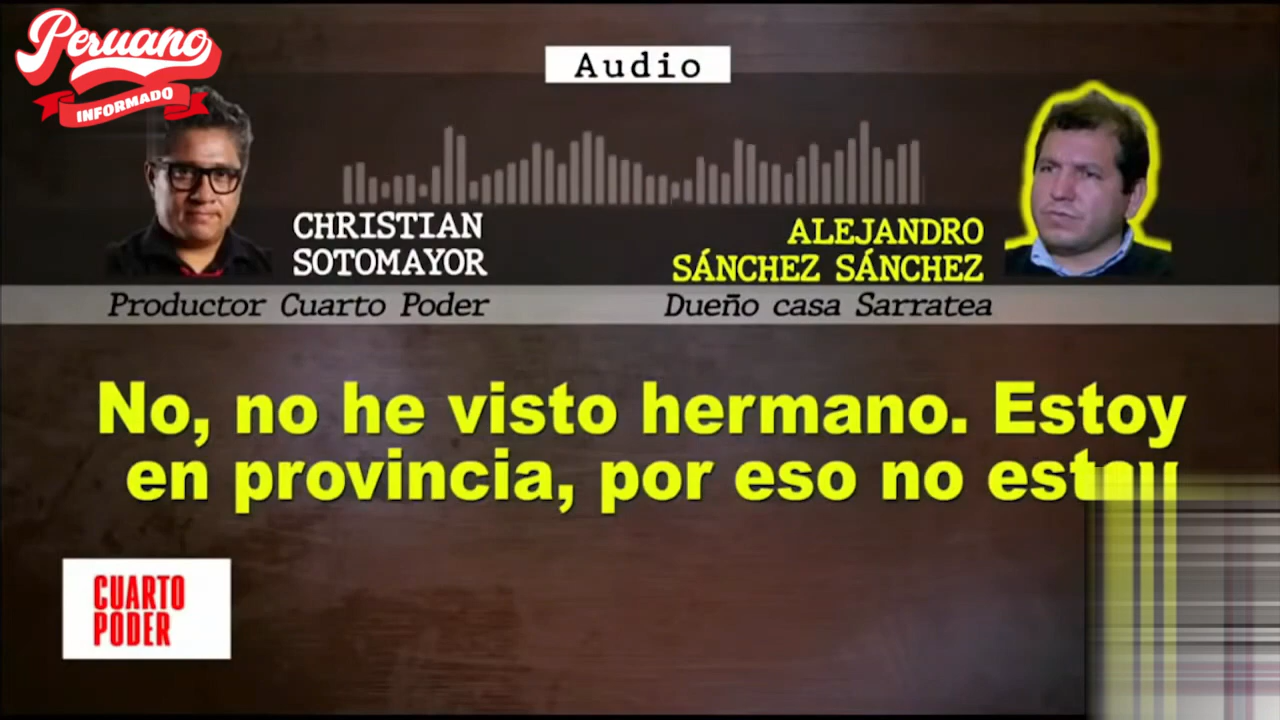 Peruano
INFORMADO
Audio
CHRISTIAN
SOTOMAYOR
Productor Cuarto Poder
ALEJANDRO
SÁNCHEZ SÁNCHEZ
Dueño casa Sarratea
No, no he visto hermano. Estoy
en provincia, por eso no estoy
CUARTO
PODER